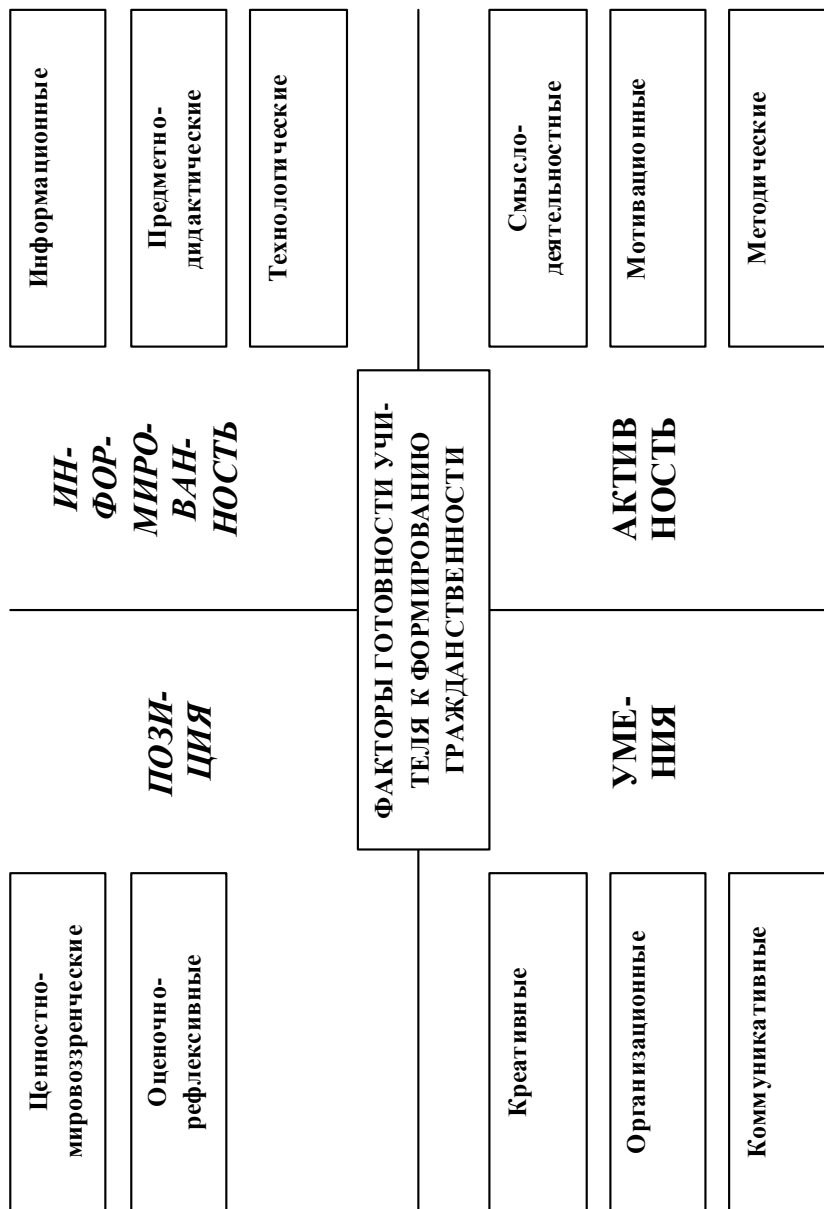 Ценностно-
мировоззренческие
Оценочно-
рефлексивные
ПОЗИ-
ЦИЯ
ИН-
ФОР-
МИРО-
ВАН-
НОСТЬ
Информационные
Предметно-
дидактические
Технологические
ФАКТОРЫ ГОТОВНОСТИ УЧИ-
ТЕЛЯ К ФОРМИРОВАНИЮ
ГРАЖДАНСТВЕННОСТИ
Креативные
Организационные
Коммуникативные
УМЕ-
НИЯ
АКТИВ
НОСТЬ
Смысло-
деятельностные
Мотивационные
Методические